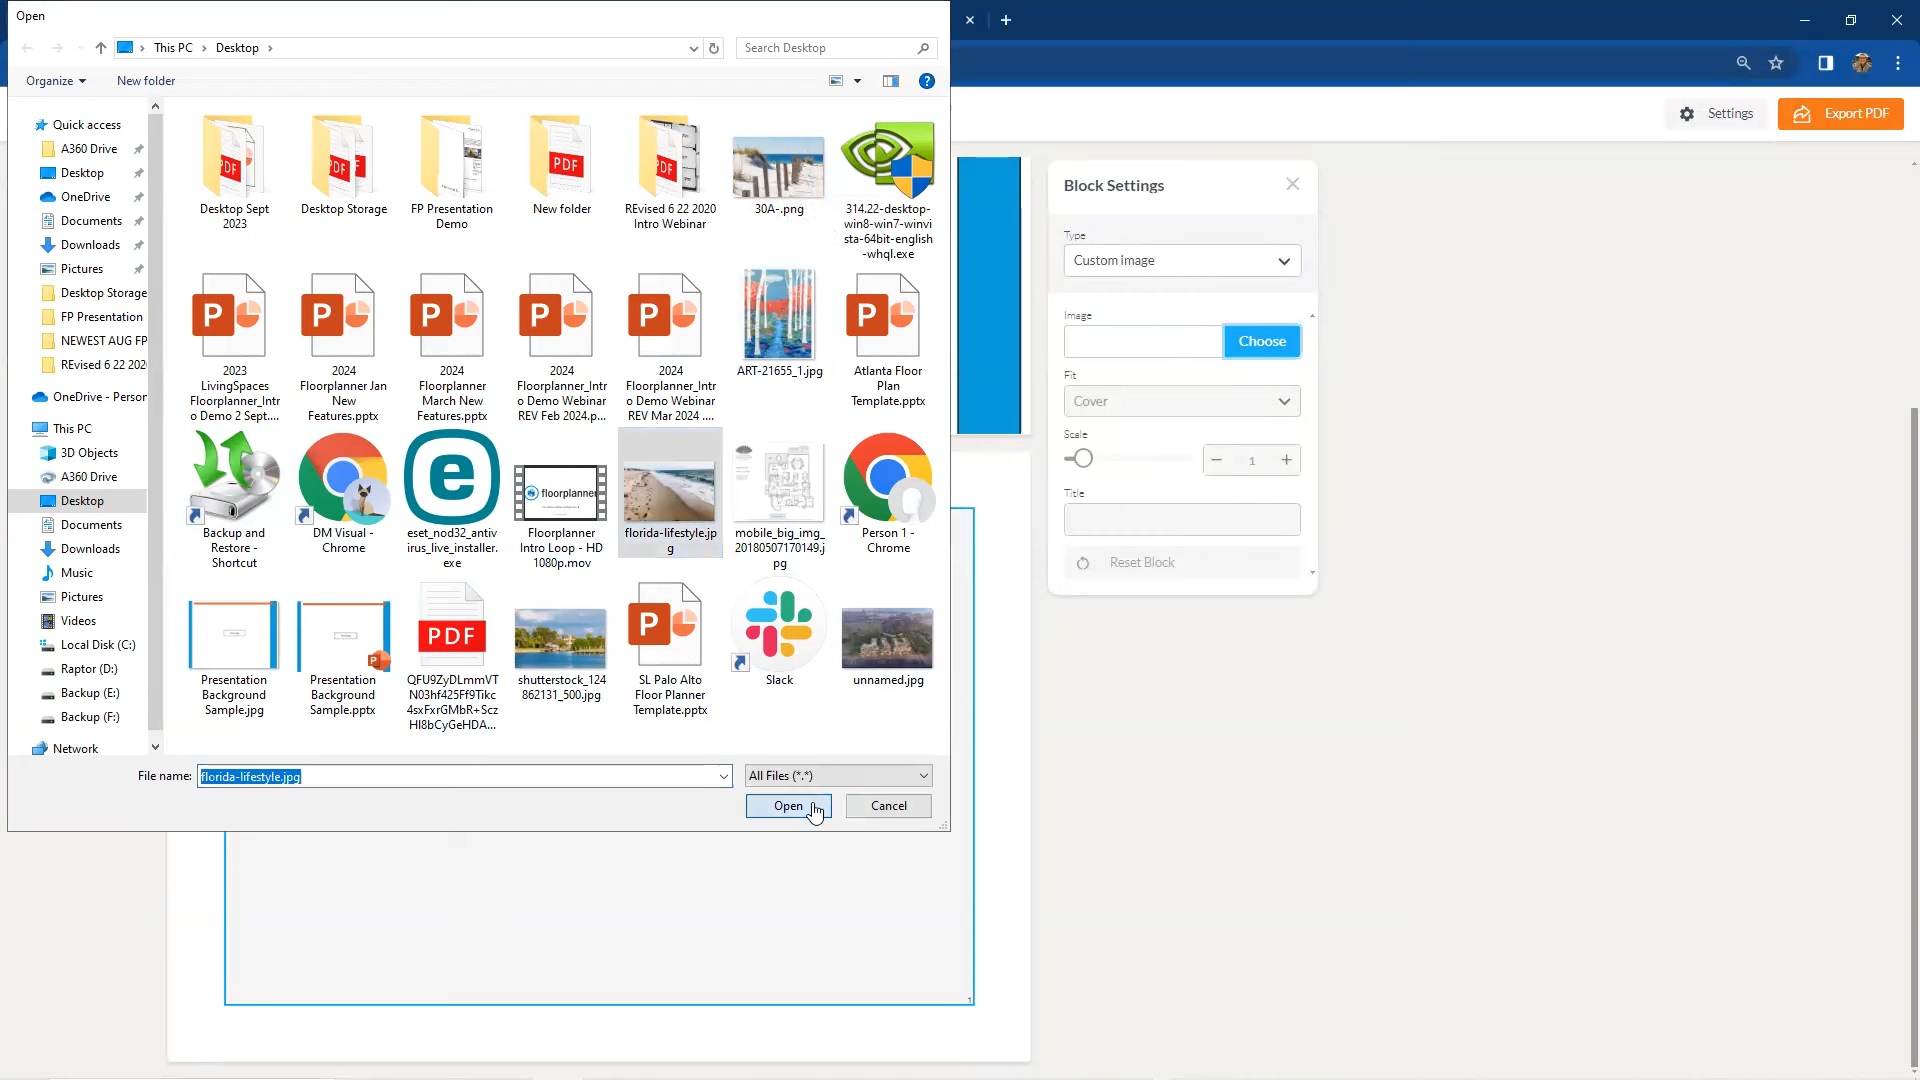 Open
This PC
Desktop
Search Desktop
Organize
New folder
Settings
Export PDF
Quick access
A360 Drive
Desktop
OneDrive
Documents
Downloads
Pictures
Desktop Storage
FP Presentation
NEWEST AUG FP
REvised 6 22 202
OneDrive - Person
This PC
3D Objects
A360 Drive
Desktop
Documents
Downloads
Music
Pictures
Videos
Local Disk (C:)
Raptor (D:)
Backup (E:)
Backup (F:)
Network
PDF
Desktop Sept
2023
PDF
Desktop Storage
FP Presentation
Demo
PDF
New folder
PDF
REvised 6 22 2020
Intro Webinar
30A-.png
314.22-desktop-
win8-win7-winvi
sta-64bit-english
-whql.exe
P
2023
LivingSpaces
Floorplanner_Intr
o Demo 2 Sept....
P
2024
Floorplanner Jan
New
Features.pptx
P
2024
Floorplanner
March New
Features.pptx
P
2024
Floorplanner_Intr
o Demo Webinar
REV Feb 2024.p...
P
2024
Floorplanner_Intr
o Demo Webinar
REV Mar 2024 ....
ART-21655_1.jpg
P
Atlanta Floor
Plan
Template.pptx
Backup and
Restore -
Shortcut
DM Visual -
Chrome
e
eset_nod32_antiv
irus_live_installer.
exe
floorplanner
Floorplanner
Intro Loop - HD
1080p.mov
florida-lifestyle.jp
g
mobile_big_img_
20180507170149.j
pg
Person 1 -
Chrome
Presentation
Background
Sample.jpg
P
Presentation
Background
Sample.pptx
PDF
QFU9ZyDLmmVT
N03hf425Ff9Tikc
4sxFxrGMbR+Scz
HI8bCyGeHDA...
shutterstock_124
862131_500.jpg
P
SL Palo Alto
Floor Planner
Template.pptx
Slack
unnamed.jpg
File name:
florida-lifestyle.jpg
All Files (*.*)
Open
Cancel
Block Settings
Type
Custom image
Image
Choose
Fit
Cover
Scale
1
Title
Reset Block
1